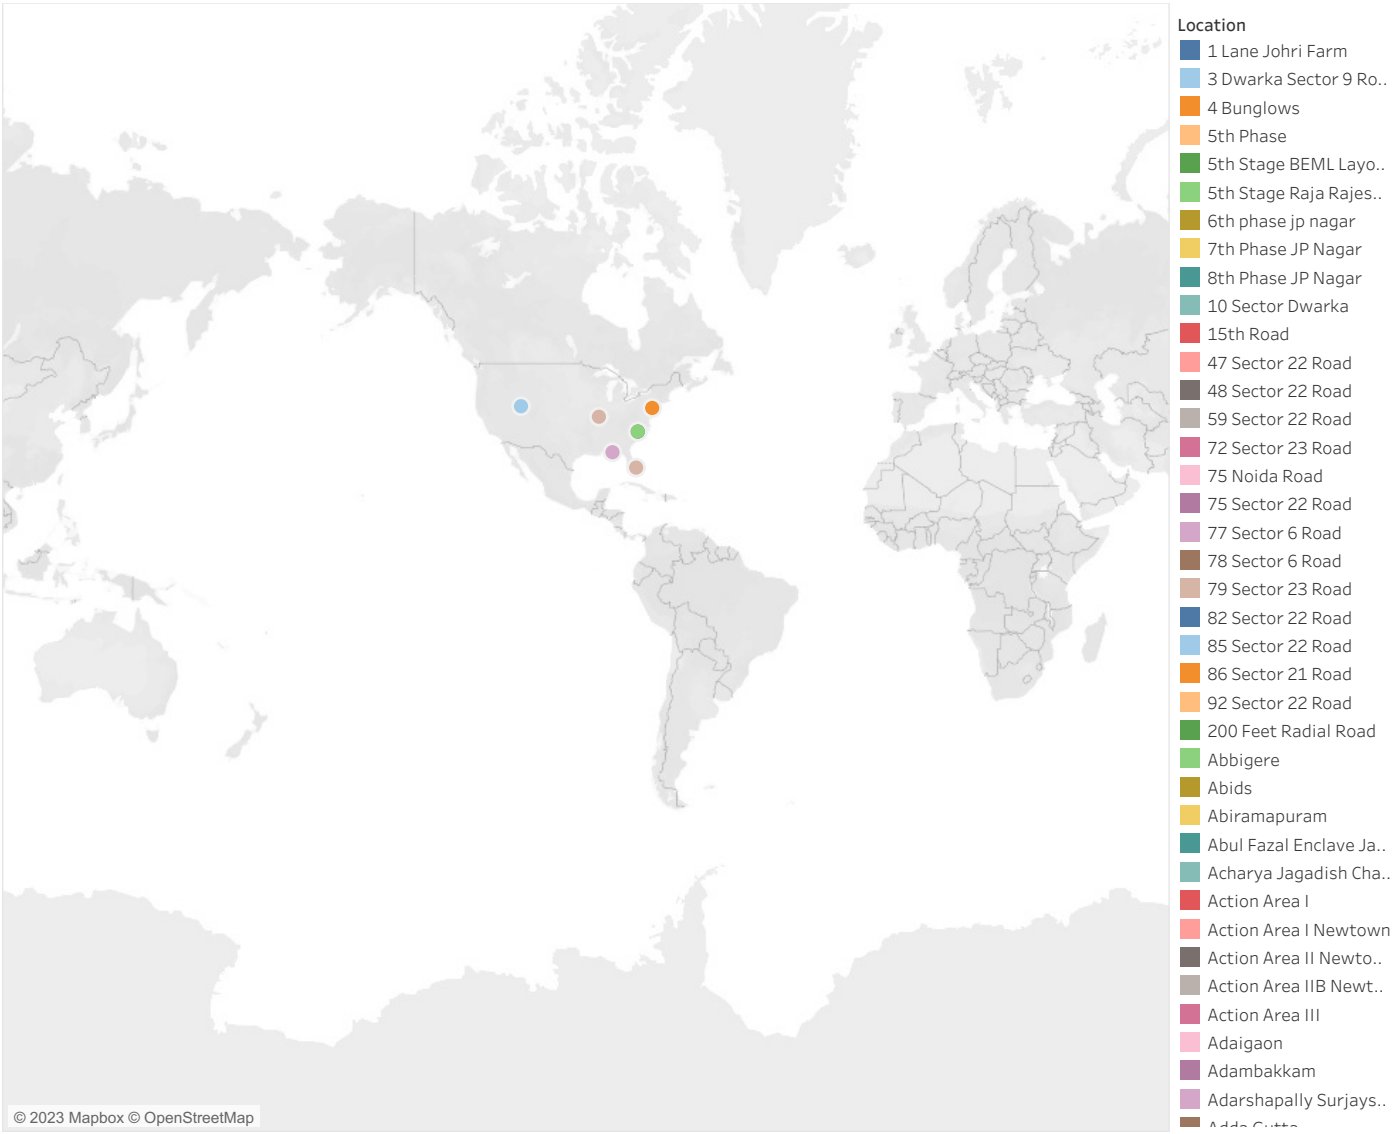 Location
1 Lane Johri Farm
3 Dwarka Sector 9 Ro..
4 Bunglows
5th Phase
5th Stage BEML Layo..
5th Stage Raja Rajes..
6th phase jp nagar
7th Phase JP Nagar
8th Phase JP Nagar
10 Sector Dwarka
15th Road
47 Sector 22 Road
48 Sector 22 Road
59 Sector 22 Road
72 Sector 23 Road
75 Noida Road
75 Sector 22 Road
77 Sector 6 Road
78 Sector 6 Road
79 Sector 23 Road
82 Sector 22 Road
85 Sector 22 Road
86 Sector 21 Road
92 Sector 22 Road
200 Feet Radial Road
Abbigere
Abids
Abiramapuram
Abul Fazal Enclave Ja..
Acharya Jagadish Cha..
Action Area I
Action Area I Newtown
Action Area II Newto..
Action Area IIB Newt..
Action Area III
Adaigaon
Adambakkam
Adarshapally Surjays..
© 2023 Mapbox © OpenStreetMap